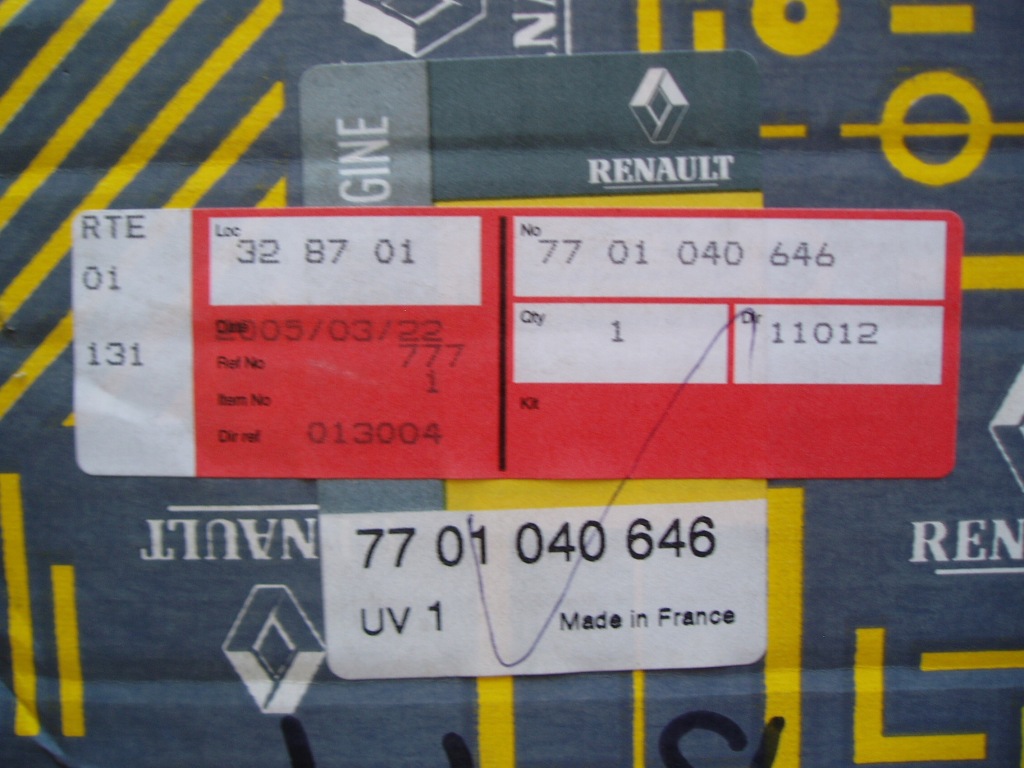 GINE
RENAULT
RTE
01
131
Loc
32 87 01
No
77 01 040 646
Date 2005/03/22
Ref No 777
Item No 1
Dir ref 013004
Qty
1
Dir
11012
Kit
77 01 040 646
UV 1 Made in France
NAULT
REN